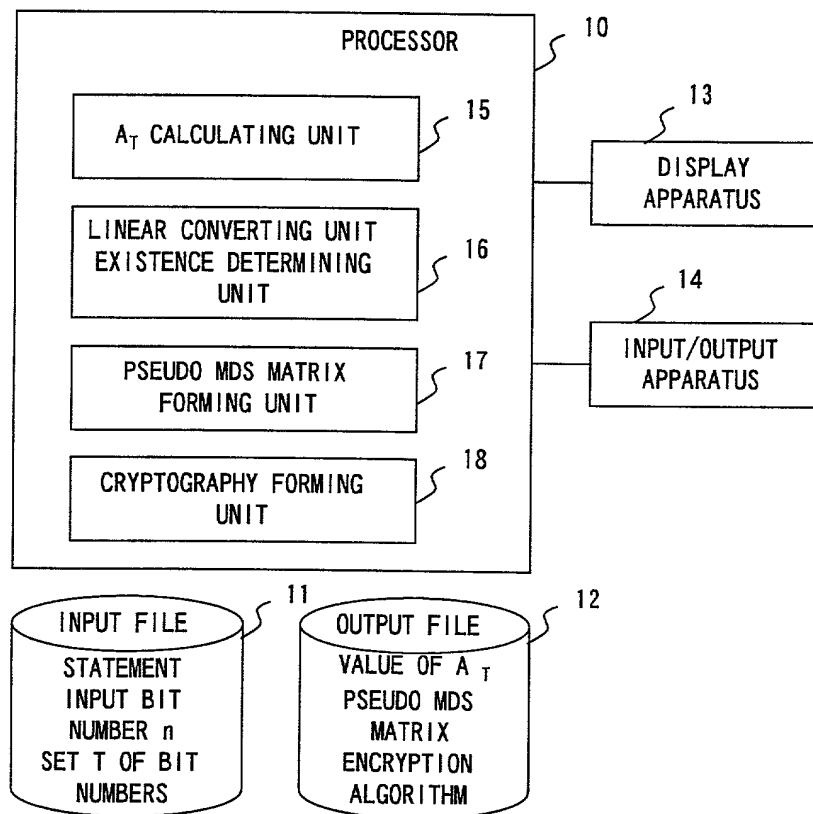 PROCESSOR
10
A_T CALCULATING UNIT
15
LINEAR CONVERTING UNIT
EXISTENCE DETERMINING
UNIT
16
PSEUDO MDS MATRIX
FORMING UNIT
17
CRYPTOGRAPHY FORMING
UNIT
18
13
DISPLAY
APPARATUS
14
INPUT/OUTPUT
APPARATUS
11
INPUT FILE
STATEMENT
INPUT BIT
NUMBER n
SET T OF BIT
NUMBERS
12
OUTPUT FILE
VALUE OF A_T
PSEUDO MDS
MATRIX
ENCRYPTION
ALGORITHM